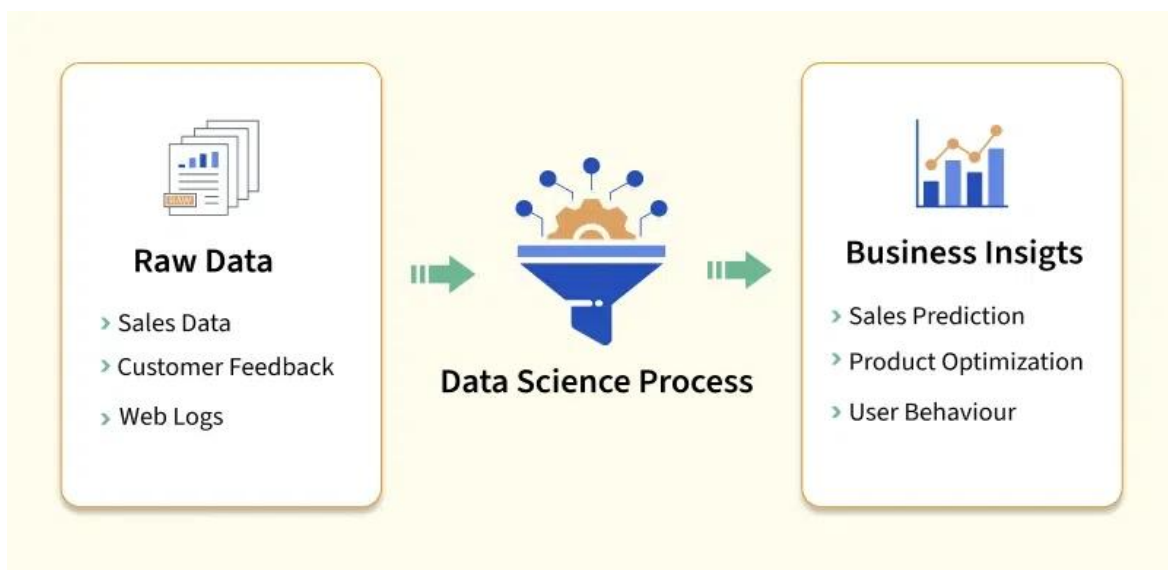 RAW
Raw Data
Sales Data
Customer Feedback
Web Logs
Data Science Process
Business Insigts
Sales Prediction
Product Optimization
User Behaviour